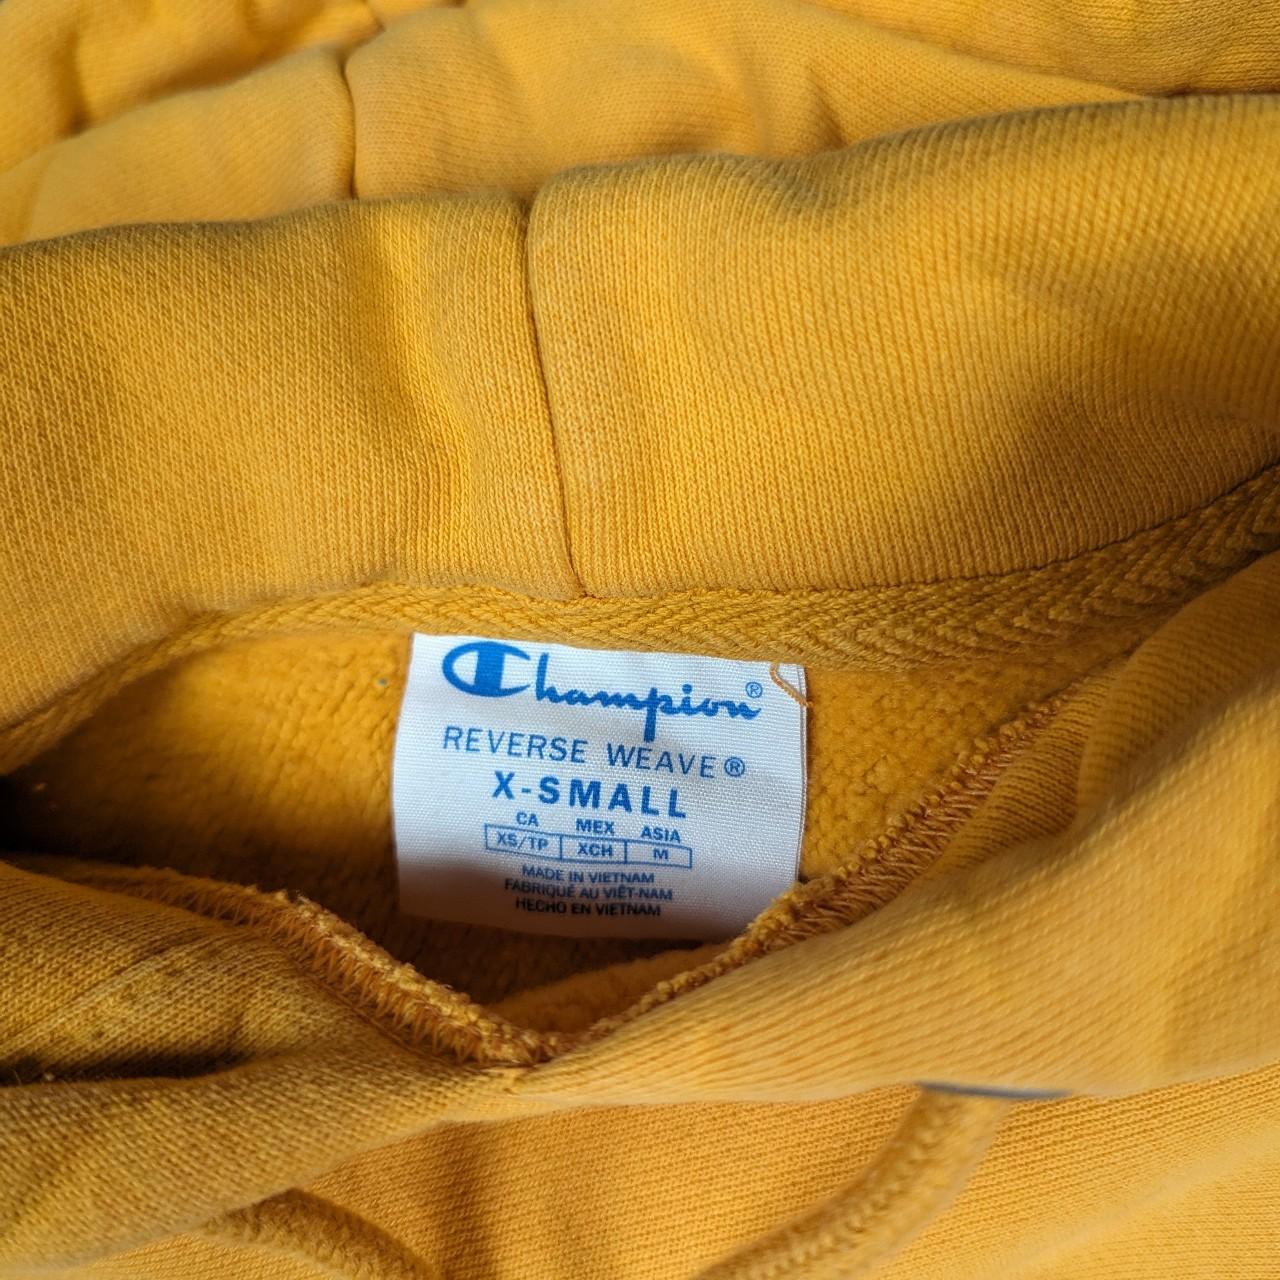 Champion®
REVERSE WEAVE®
X-SMALL
CA MEX ASIA
XS/TP XCH M
MADE IN VIETNAM
FABRIQUÉ AU VIÊT-NAM
HECHO EN VIETNAM